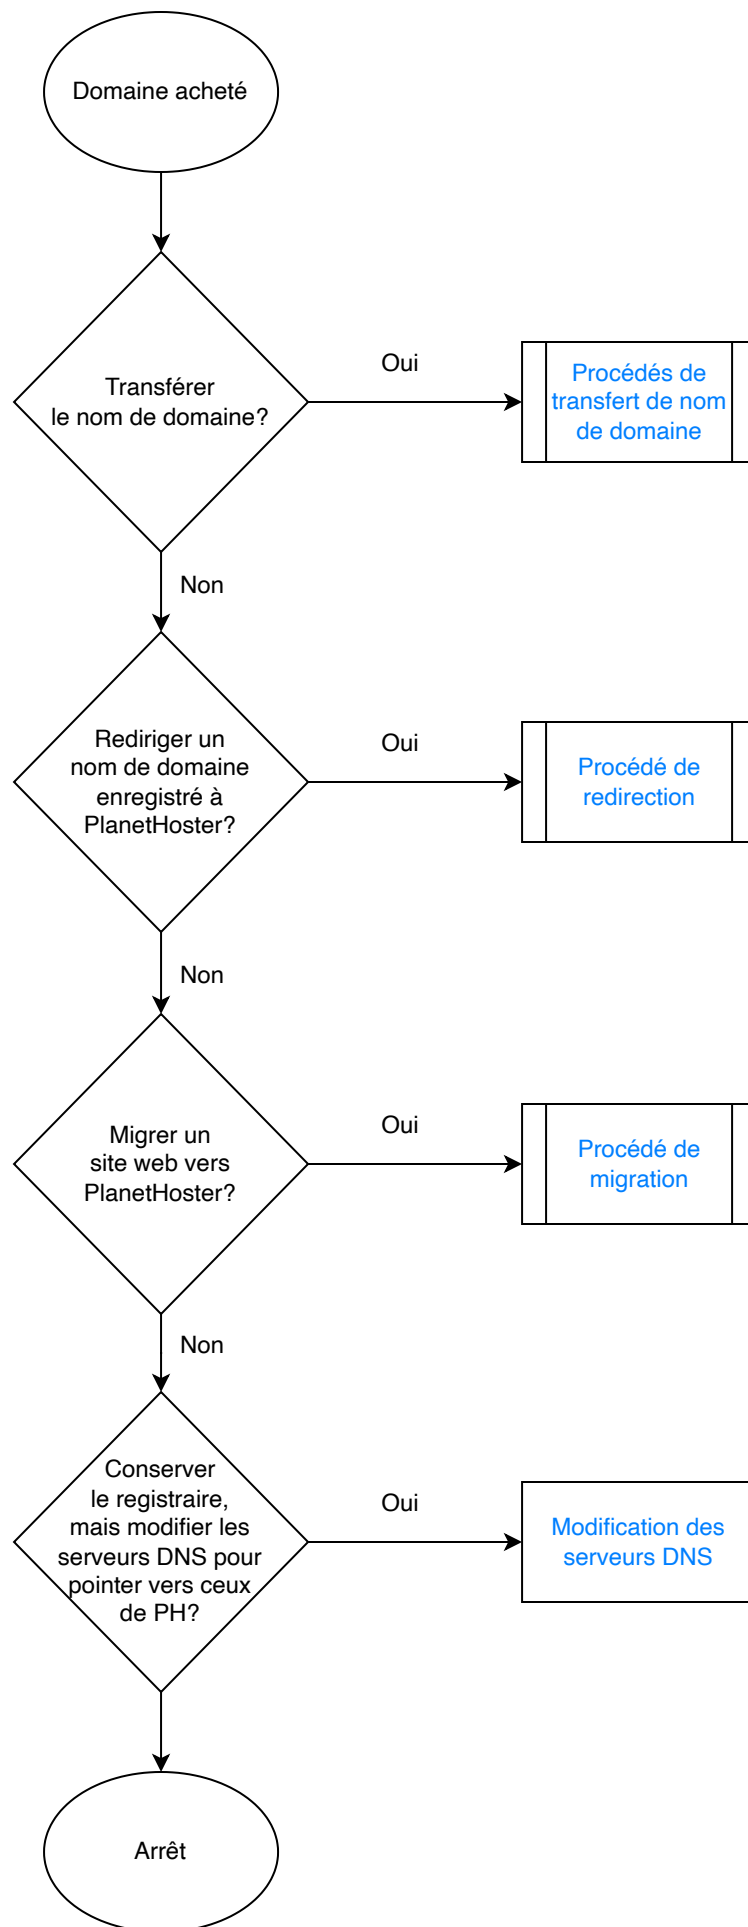 Domaine acheté
Transférer
le nom de domaine?
Oui
Procédés de
transfert de nom
de domaine
Non
Rediriger un
nom de domaine
enregistré à
PlanetHoster?
Oui
Procédé de
redirection
Non
Migrer un
site web vers
PlanetHoster?
Oui
Procédé de
migration
Non
Conserver
le registraire,
mais modifier les
serveurs DNS pour
pointer vers ceux
de PH?
Oui
Modification des
serveurs DNS
Arrêt